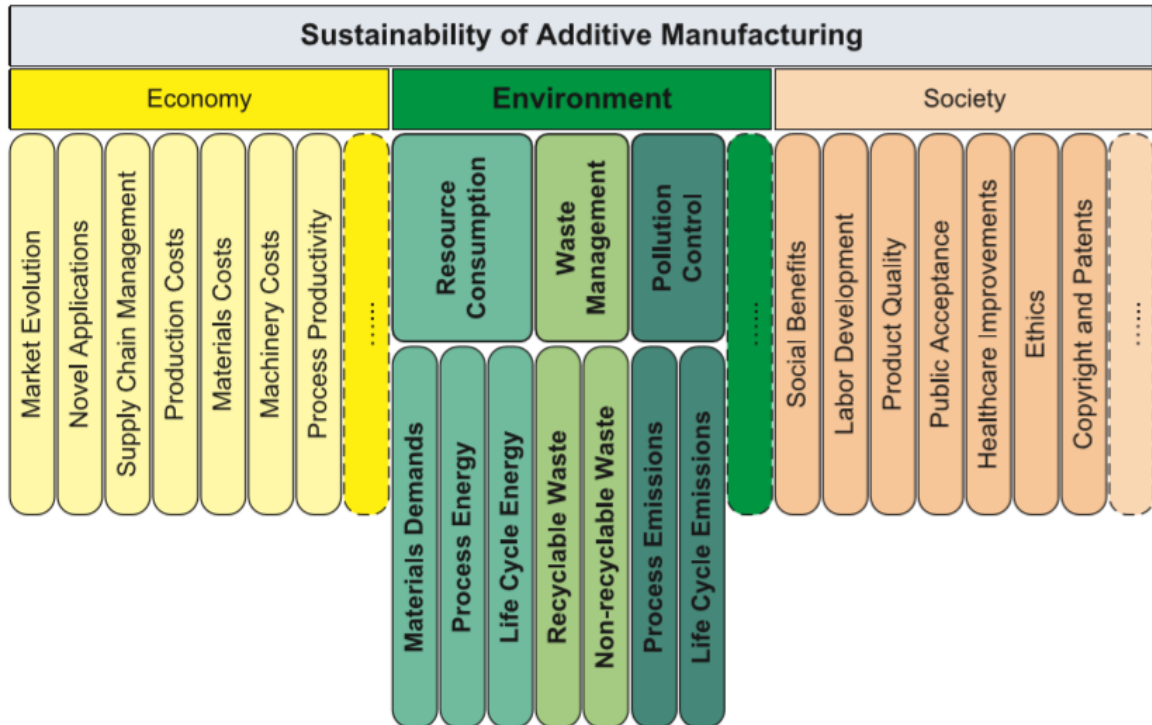 Sustainability of Additive Manufacturing
Economy
Environment
Society
Market Evolution
Novel Applications
Supply Chain Management
Production Costs
Materials Costs
Machinery Costs
Process Productivity
......
Resource
Consumption
Waste
Management
Pollution
Control
......
Materials Demands
Process Energy
Life Cycle Energy
Recyclable Waste
Non-recyclable Waste
Process Emissions
Life Cycle Emissions
Social Benefits
Labor Development
Product Quality
Public Acceptance
Healthcare Improvements
Ethics
Copyright and Patents
......